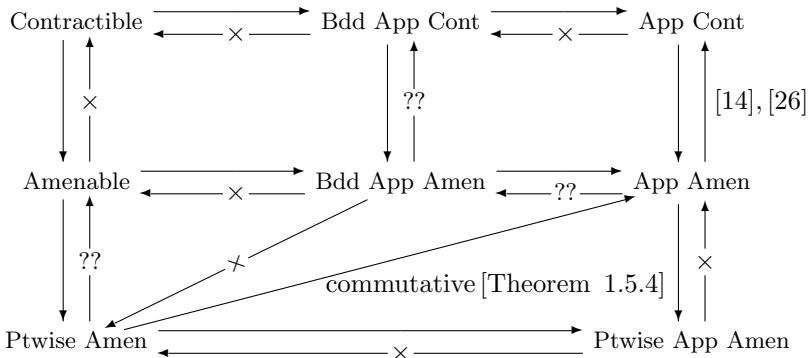 Contractible × Bdd App Cont × App Cont
× ?? [14], [26]
Amenable × Bdd App Amen ?? App Amen
?? × ×
commutative [Theorem 1.5.4]
Ptwise Amen × Ptwise App Amen